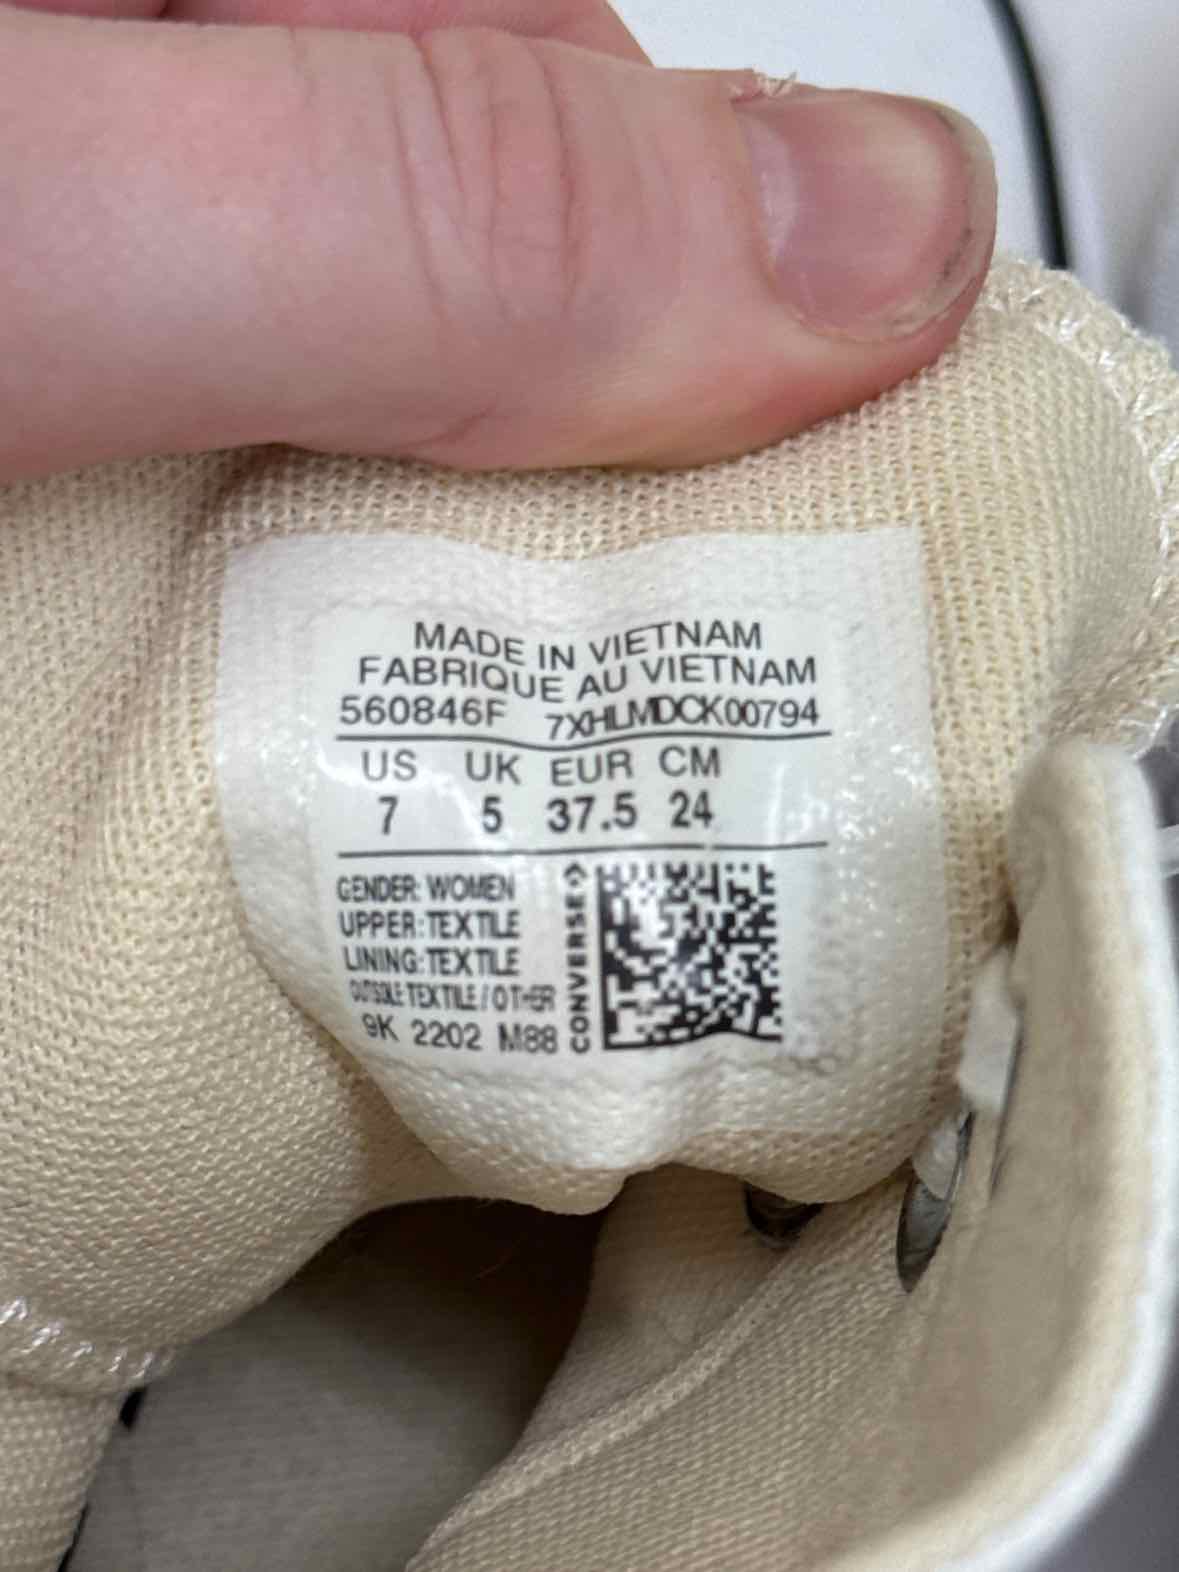 MADE IN VIETNAM
FABRIQUE AU VIETNAM
560846F 7XHLMDCK00794
US UK EUR CM
7 5 37.5 24
GENDER: WOMEN
UPPER:TEXTILE
LINING:TEXTILE
OUTSOLE:TEXTILE/OTHER
9K 2202 M88
CONVERSE